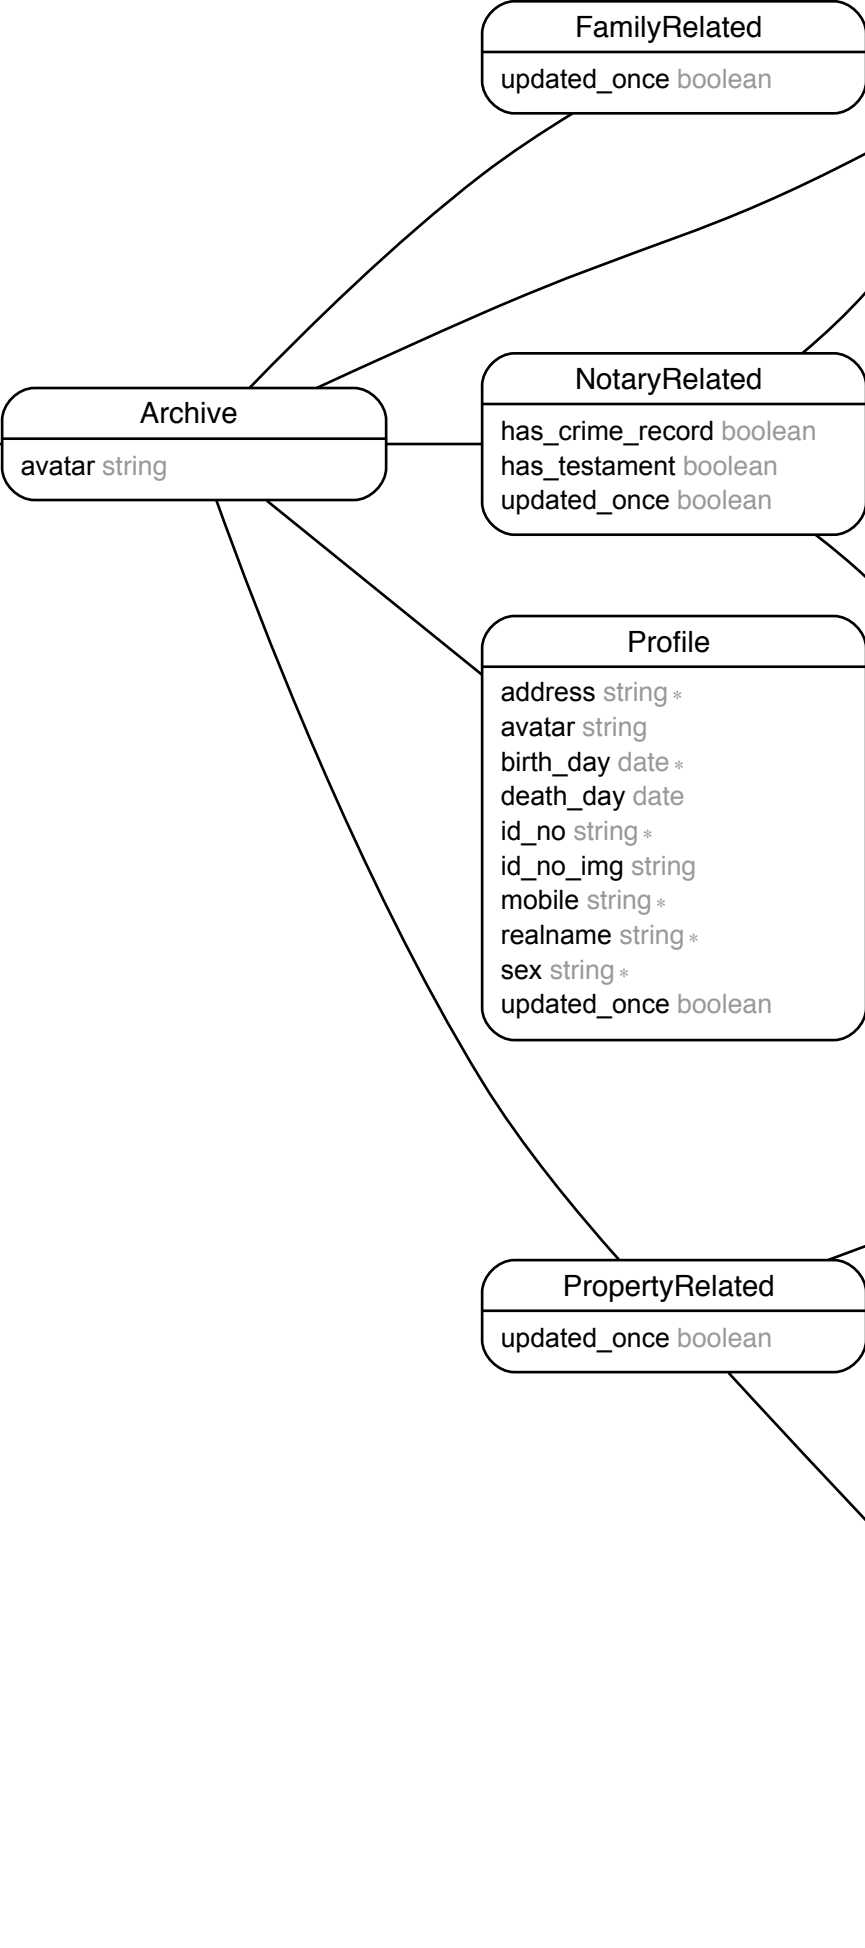 FamilyRelated
updated_once boolean
Archive
avatar string
NotaryRelated
has_crime_record boolean
has_testament boolean
updated_once boolean
Profile
address string *
avatar string
birth_day date *
death_day date
id_no string *
id_no_img string
mobile string *
realname string *
sex string *
updated_once boolean
PropertyRelated
updated_once boolean